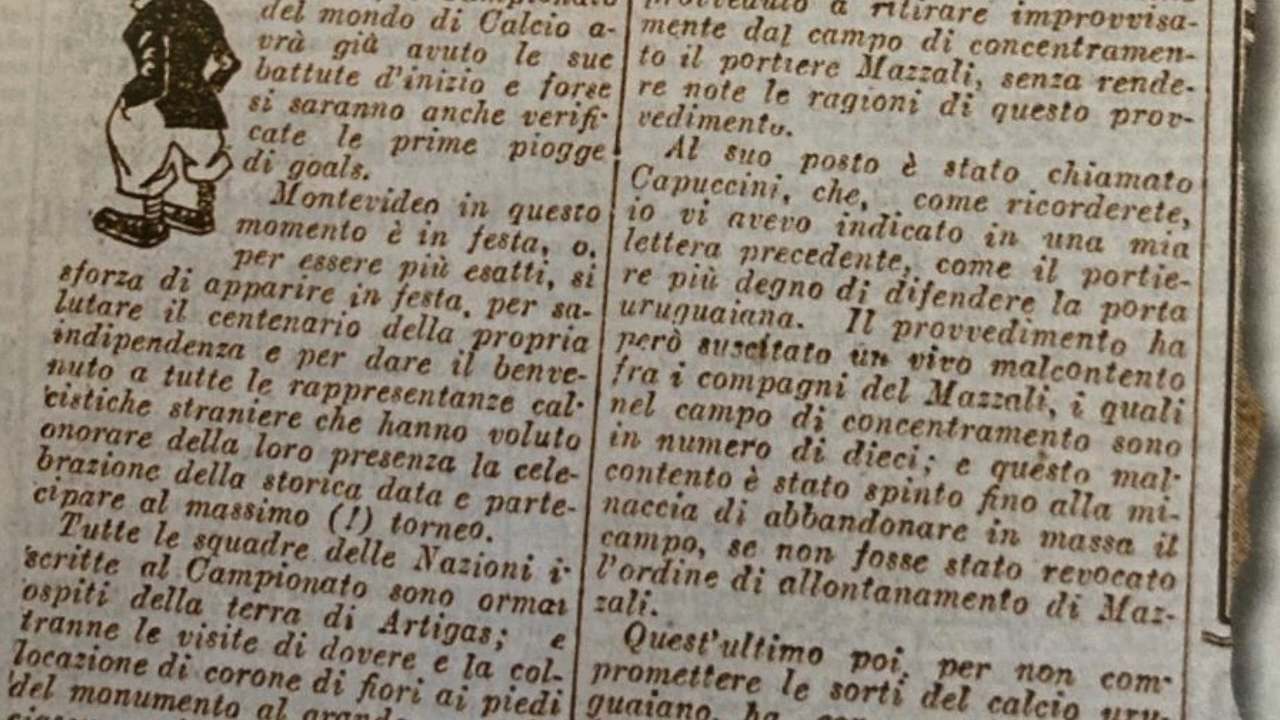 del mondo di Calcio a-
vrà già avuto le sue
battute d'inizio e forse
si saranno anche verifi-
cate le prime piogge
di goals.
Montevideo in questo
momento è in festa, o,
per essere più esatti, si
sforza di apparire in festa, per sa-
lutare il centenario della propria
indipendenza e per dare il benve-
nuto a tutte le rappresentanze cal-
cistiche straniere che hanno voluto
onorare della loro presenza la cele-
brazione della storica data e parte-
cipare al massimo (!) torneo.
Tutte le squadre delle Nazioni i-
scritte al Campionato sono ormai
ospiti della terra di Artigas; e
tranne le visite di dovere e la col-
locazione di corone di fiori ai piedi
del monumento al grande
a ritirare improvvisa-
mente dal campo di concentramen-
to il portiere Mazzali, senza rende-
re note le ragioni di questo prov-
vedimento.
Al suo posto è stato chiamato
Capuccini, che, come ricorderete,
io vi avevo indicato in una mia
lettera precedente, come il portie-
re più degno di difendere la porta
uruguaiana. Il provvedimento ha
però suscitato un vivo malcontento
fra i compagni del Mazzali, i quali
nel campo di concentramento sono
in numero di dieci; e questo mal-
contento è stato spinto fino alla mi-
naccia di abbandonare in massa il
campo, se non fosse stato revocato
l'ordine di allontanamento di Maz-
zali.
Quest'ultimo poi, per non com-
promettere le sorti del calcio uru-
guaiano, ha